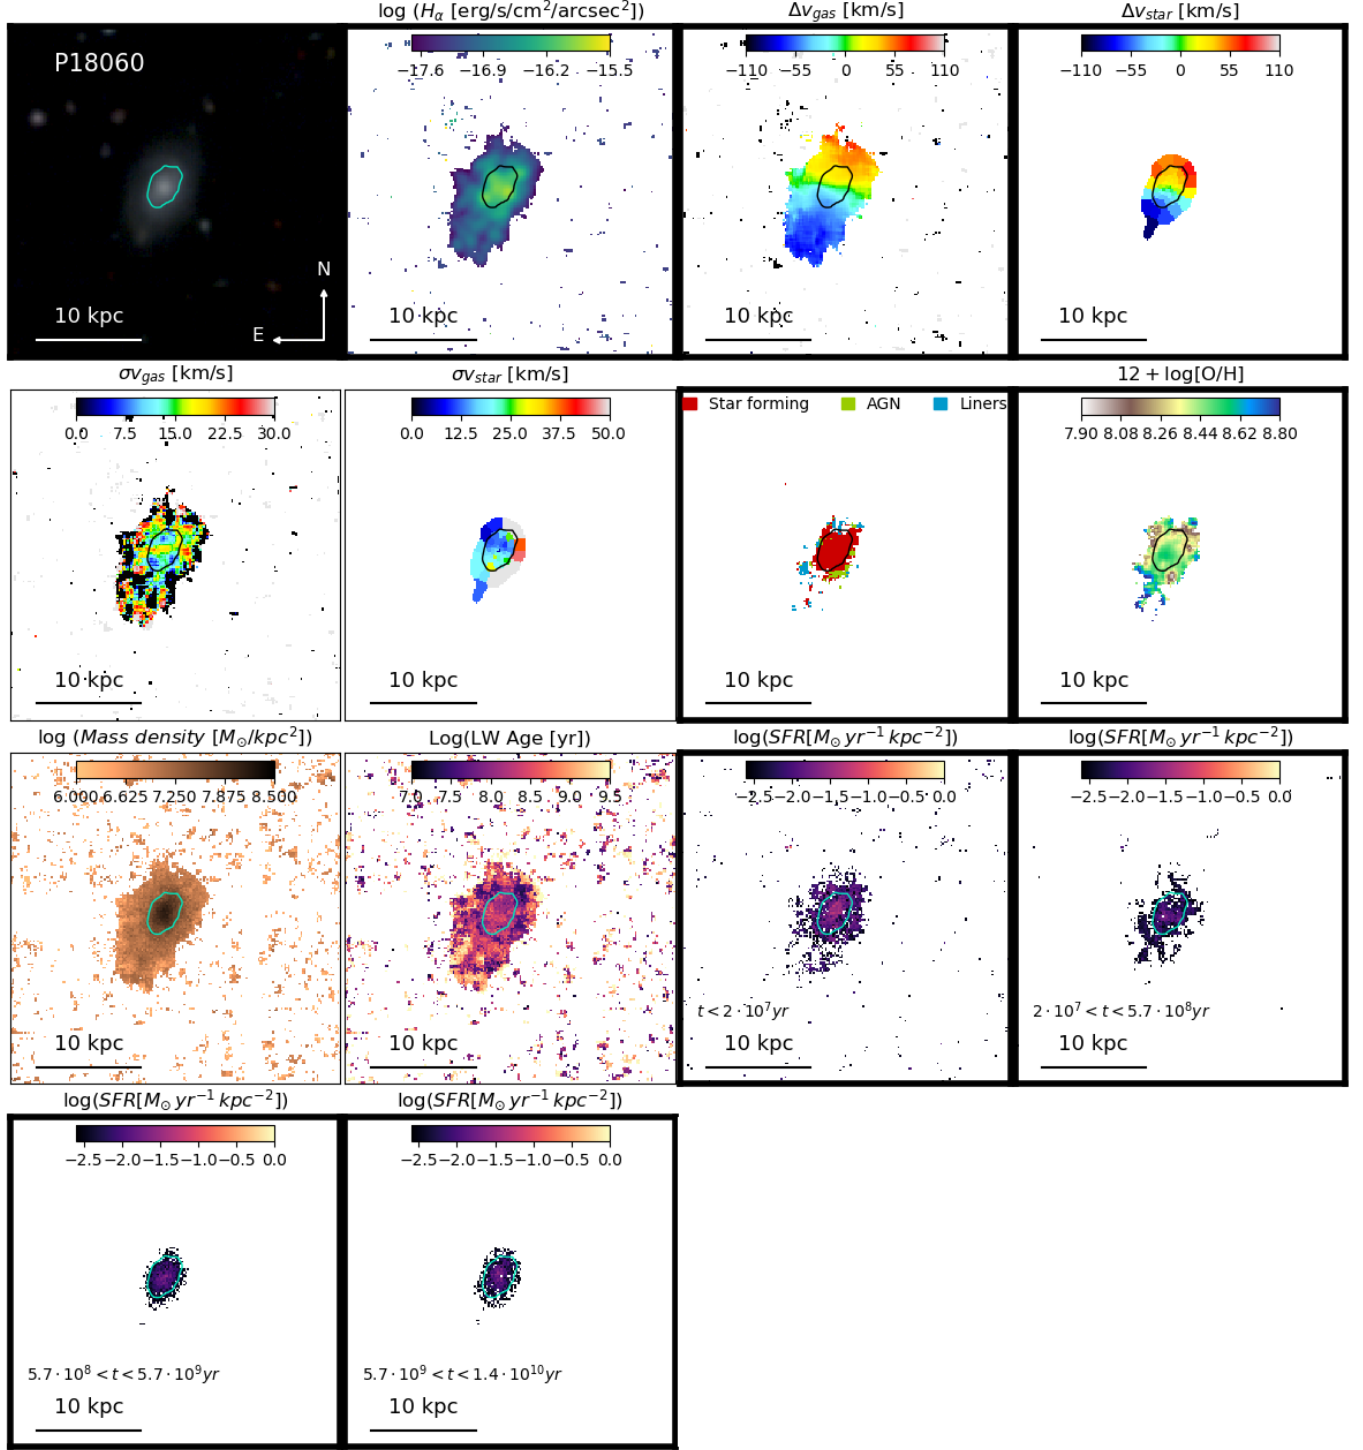 P18060
N
E
10 kpc
log (Hα [erg/s/cm²/arcsec²])
−17.6 −16.9 −16.2 −15.5
10 kpc
Δv_gas [km/s]
−110 −55 0 55 110
10 kpc
Δv_star [km/s]
−110 −55 0 55 110
10 kpc
σv_gas [km/s]
0.0 7.5 15.0 22.5 30.0
10 kpc
σv_star [km/s]
0.0 12.5 25.0 37.5 50.0
10 kpc
Star forming AGN Liners
10 kpc
12 + log[O/H]
7.90 8.08 8.26 8.44 8.62 8.80
10 kpc
log (Mass density [M⊙/kpc²])
6.000 6.625 7.250 7.875 8.500
10 kpc
Log(LW Age [yr])
7.0 7.5 8.0 8.5 9.0 9.5
10 kpc
log(SFR[M⊙ yr⁻¹ kpc⁻²])
−2.5 −2.0 −1.5 −1.0 −0.5 0.0
t < 2 · 10⁷yr
10 kpc
log(SFR[M⊙ yr⁻¹ kpc⁻²])
−2.5 −2.0 −1.5 −1.0 −0.5 0.0
2 · 10⁷ < t < 5.7 · 10⁸yr
10 kpc
log(SFR[M⊙ yr⁻¹ kpc⁻²])
−2.5 −2.0 −1.5 −1.0 −0.5 0.0
5.7 · 10⁸ < t < 5.7 · 10⁹yr
10 kpc
log(SFR[M⊙ yr⁻¹ kpc⁻²])
−2.5 −2.0 −1.5 −1.0 −0.5 0.0
5.7 · 10⁹ < t < 1.4 · 10¹⁰yr
10 kpc